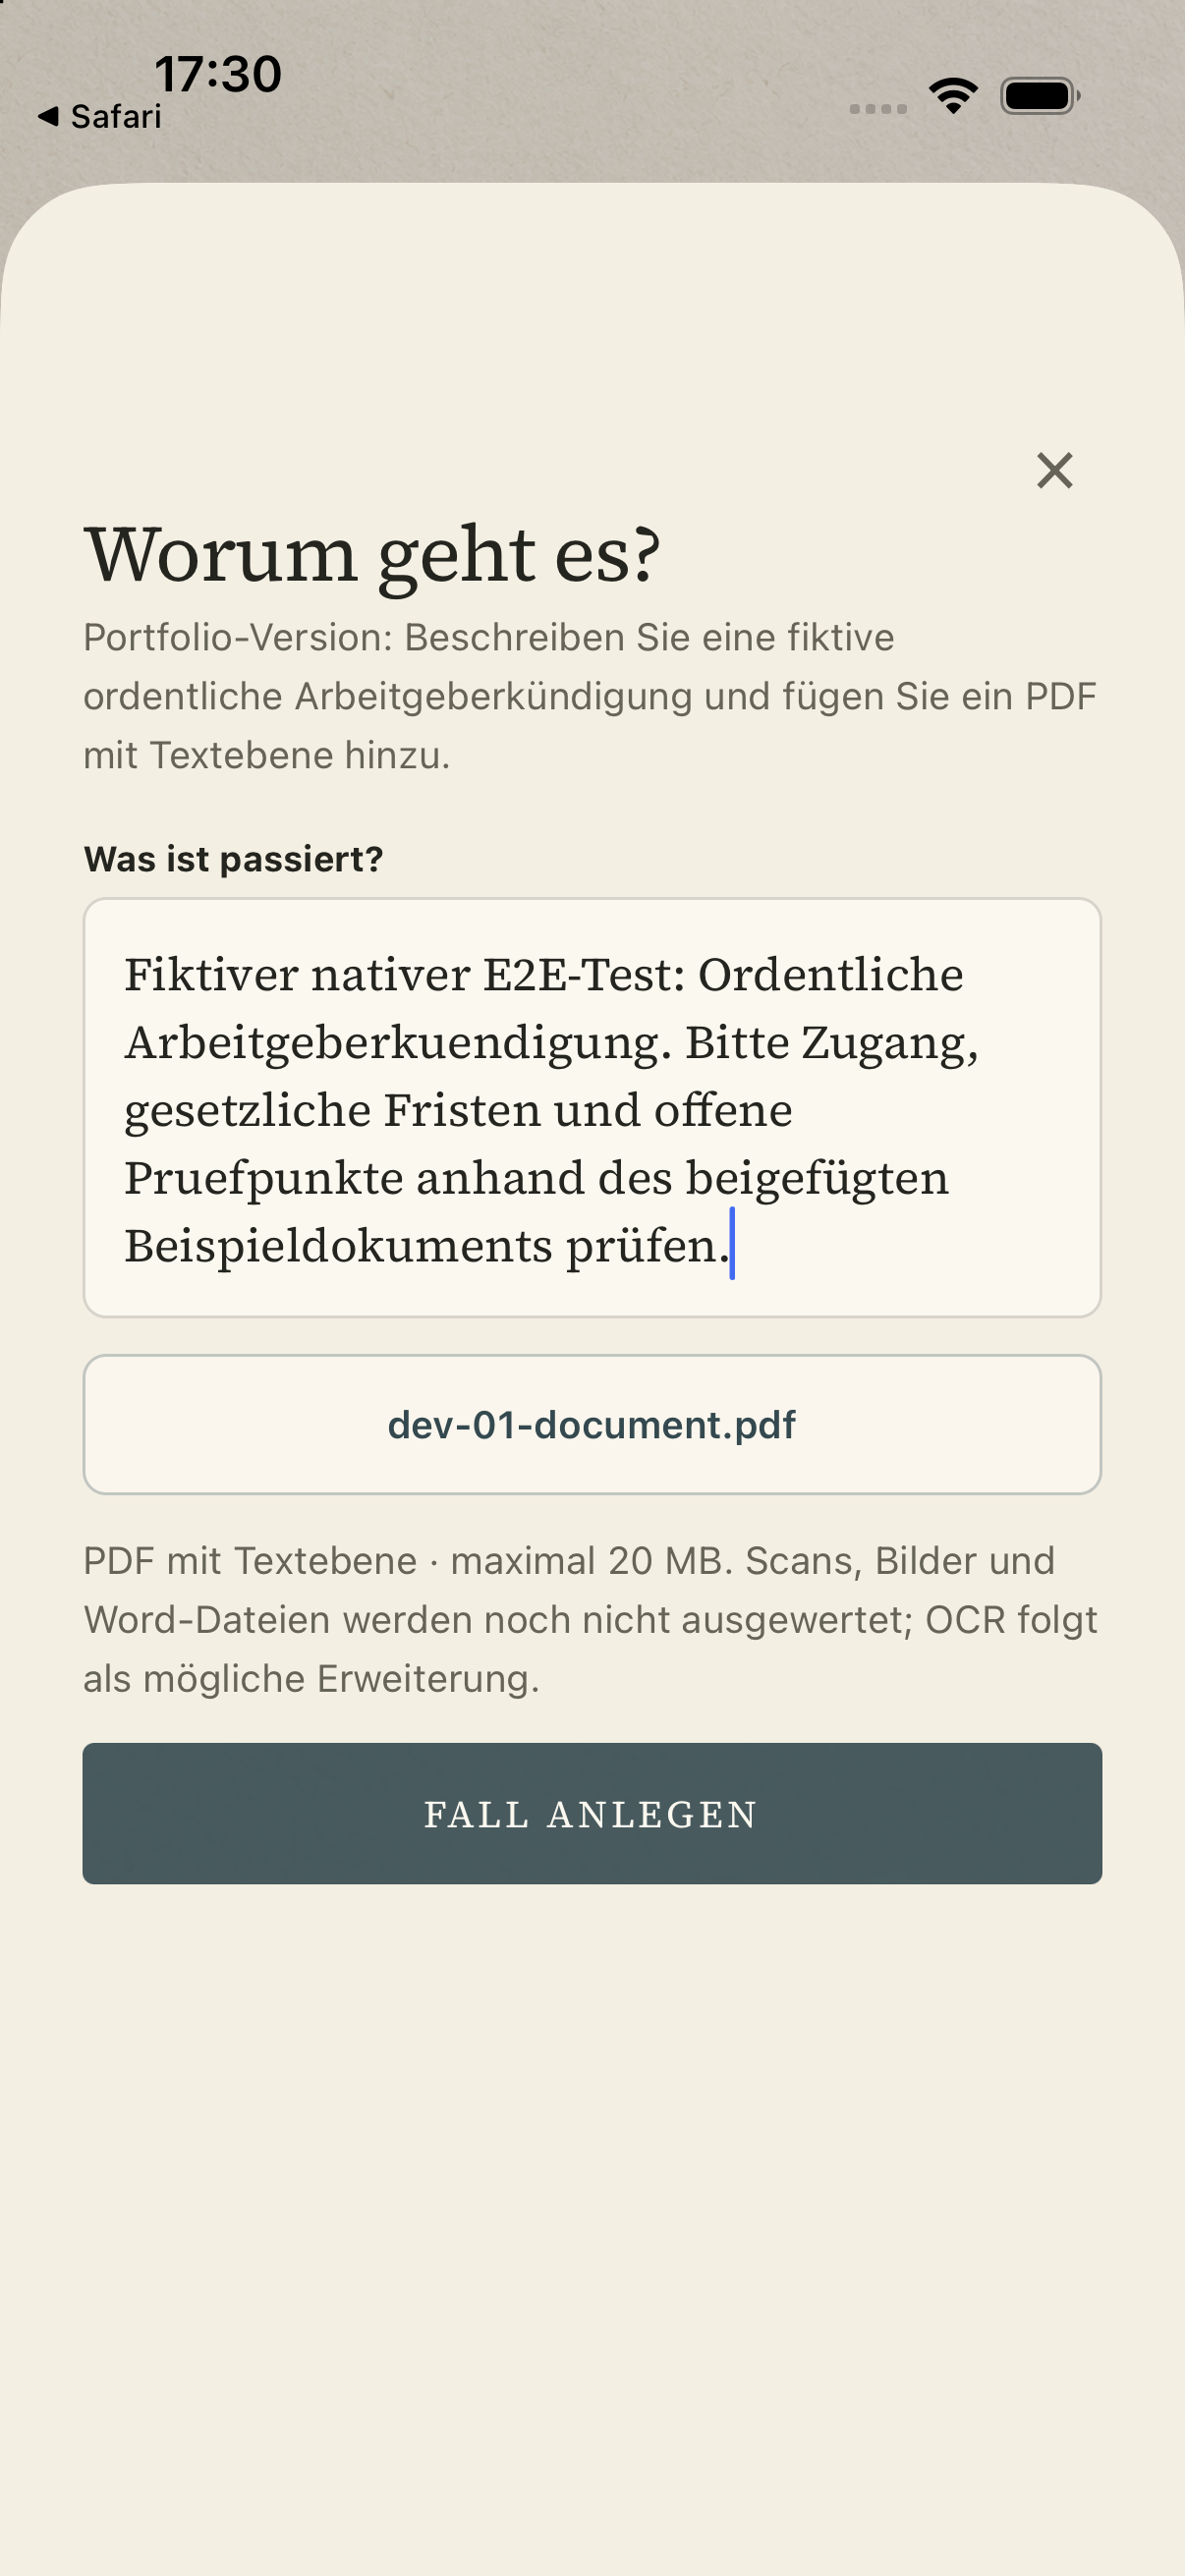 17:30
◀ Safari
×
Worum geht es?
Portfolio-Version: Beschreiben Sie eine fiktive
ordentliche Arbeitgeberkündigung und fügen Sie ein PDF
mit Textebene hinzu.
Was ist passiert?
Fiktiver nativer E2E-Test: Ordentliche
Arbeitgeberkuendigung. Bitte Zugang,
gesetzliche Fristen und offene
Pruefpunkte anhand des beigefügten
Beispieldokuments prüfen.
dev-01-document.pdf
PDF mit Textebene · maximal 20 MB. Scans, Bilder und
Word-Dateien werden noch nicht ausgewertet; OCR folgt
als mögliche Erweiterung.
FALL ANLEGEN